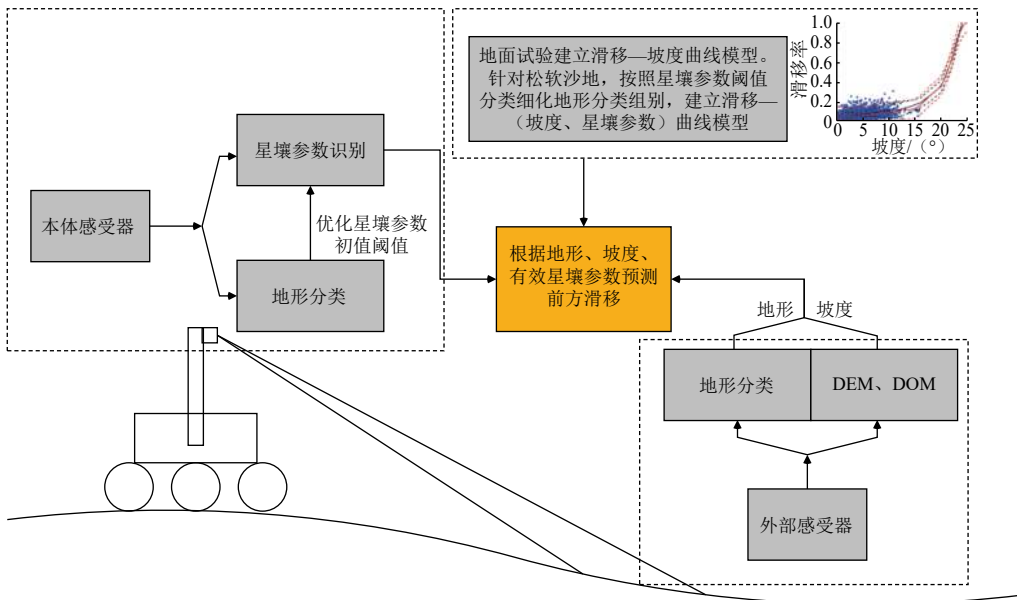 地面试验建立滑移—坡度曲线模型。
针对松软沙地，按照星壤参数阈值
分类细化地形分类组别，建立滑移—
（坡度、星壤参数）曲线模型
滑移率
1.0
0.8
0.6
0.4
0.2
0
5
10
15
20
25
坡度/（°）
星壤参数识别
本体感受器
优化星壤参数
初值阈值
地形分类
根据地形、坡度、
有效星壤参数预测
前方滑移
地形
坡度
地形分类
DEM、DOM
外部感受器